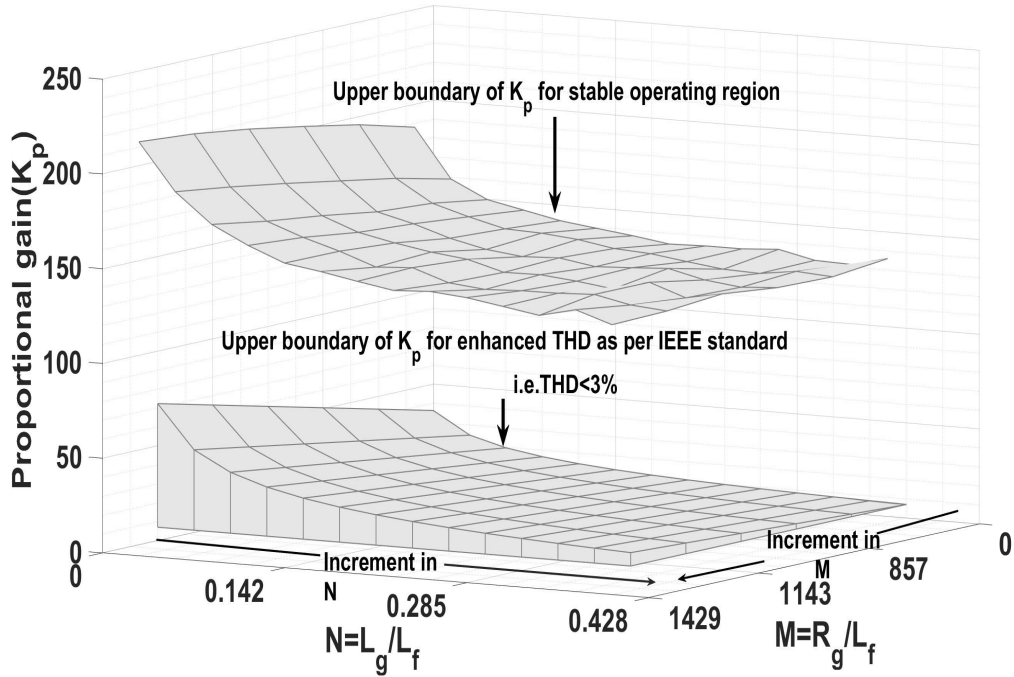 250
Upper boundary of Kp for stable operating region
200
Proportional gain(Kp)
150
Upper boundary of Kp for enhanced THD as per IEEE standard
i.e.THD<3%
100
50
0
0
Increment in
N
Increment in
M
0
0.142
0.285
0.428
1429
1143
857
N=Lg/Lf
M=Rg/Lf